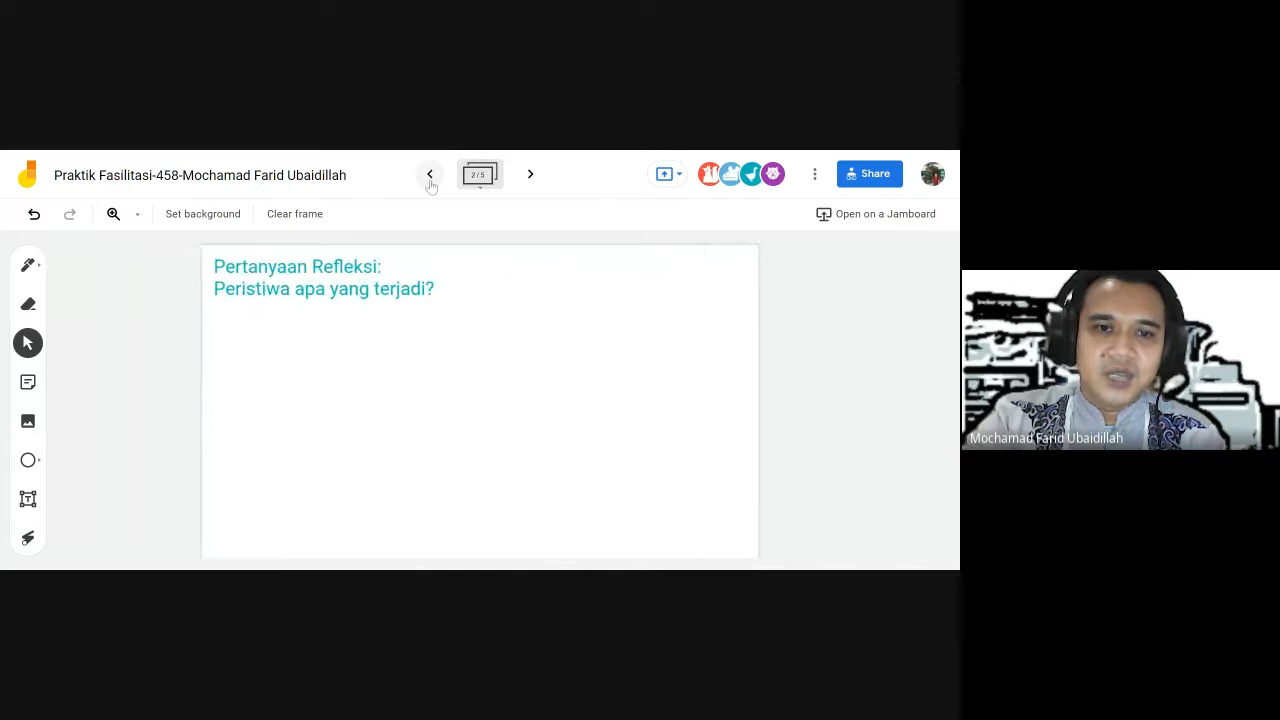 Praktik Fasilitasi-458-Mochamad Farid Ubaidillah
2 / 5
Share
Set background
Clear frame
Open on a Jamboard
Pertanyaan Refleksi:
Peristiwa apa yang terjadi?
Mochamad Farid Ubaidillah